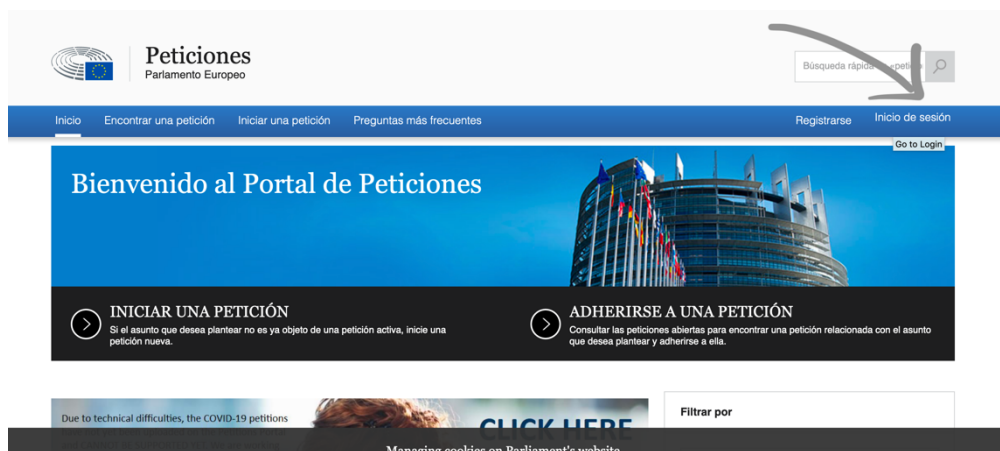 Peticiones
Parlamento Europeo
Búsqueda rápida
Inicio Encontrar una petición Iniciar una petición Preguntas más frecuentes Registrarse Inicio de sesión
Go to Login
Bienvenido al Portal de Peticiones
INICIAR UNA PETICIÓN
Si el asunto que desea plantear no es ya objeto de una petición activa, inicie una
petición nueva.
ADHERIRSE A UNA PETICIÓN
Consultar las peticiones abiertas para encontrar una petición relacionada con el asunto
que desea plantear y adherirse a ella.
Due to technical difficulties, the COVID-19 petitions
CLICK HERE
Filtrar por
Managing cookies on Parliament's website